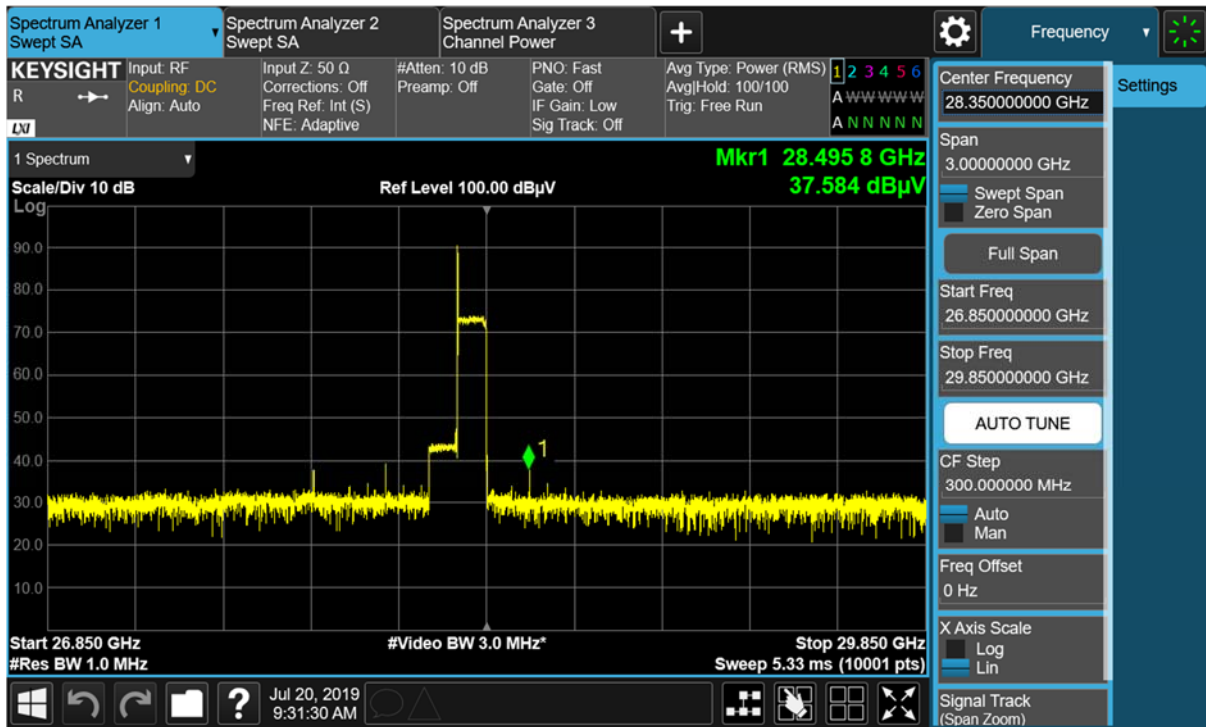 Spectrum Analyzer 1
Swept SA
Spectrum Analyzer 2
Swept SA
Spectrum Analyzer 3
Channel Power
+
Frequency
KEYSIGHT
R
LXI
Input: RF
Coupling: DC
Align: Auto
Input Z: 50 Ω
Corrections: Off
Freq Ref: Int (S)
NFE: Adaptive
#Atten: 10 dB
Preamp: Off
PNO: Fast
Gate: Off
IF Gain: Low
Sig Track: Off
Avg Type: Power (RMS)
Avg|Hold: 100/100
Trig: Free Run
1 2 3 4 5 6
A W W W W W
A N N N N N
1 Spectrum
Scale/Div 10 dB
Log
Ref Level 100.00 dBµV
Mkr1 28.495 8 GHz
37.584 dBµV
90.0
80.0
70.0
60.0
50.0
40.0
30.0
20.0
10.0
1
Start 26.850 GHz
#Res BW 1.0 MHz
#Video BW 3.0 MHz*
Stop 29.850 GHz
Sweep 5.33 ms (10001 pts)
Center Frequency
28.350000000 GHz
Span
3.00000000 GHz
Swept Span
Zero Span
Full Span
Start Freq
26.850000000 GHz
Stop Freq
29.850000000 GHz
AUTO TUNE
CF Step
300.000000 MHz
Auto
Man
Freq Offset
0 Hz
X Axis Scale
Log
Lin
Signal Track
(Span Zoom)
Settings
?
Jul 20, 2019
9:31:30 AM